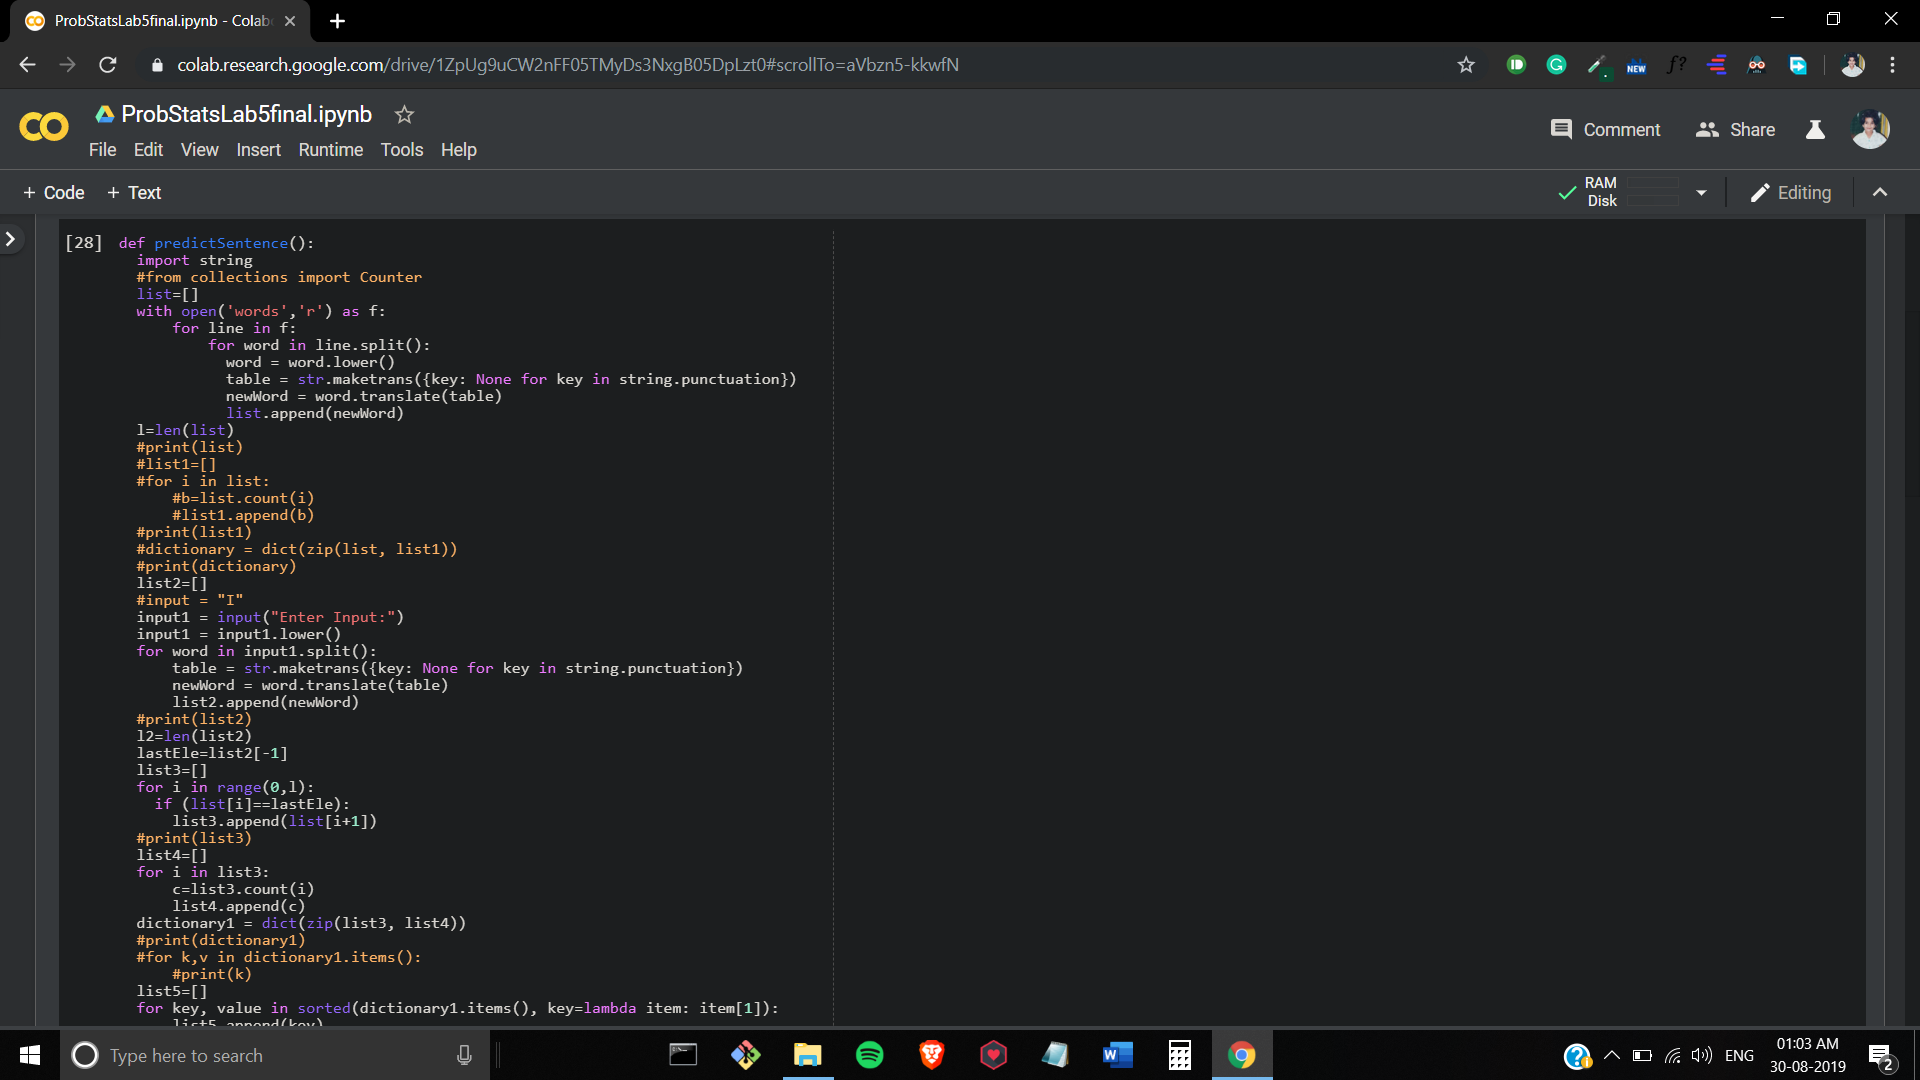 ProbStatsLab5final.ipynb - Colab
colab.research.google.com/drive/1ZpUg9uCW2nFF05TMyDs3NxgB05DpLzt0#scrollTo=aVbzn5-kkwfN
NEW
f?
ProbStatsLab5final.ipynb
File Edit View Insert Runtime Tools Help
Comment
Share
+ Code + Text
RAM
Disk
Editing
[28] def predictSentence():
import string
#from collections import Counter
list=[]
with open('words','r') as f:
for line in f:
for word in line.split():
word = word.lower()
table = str.maketrans({key: None for key in string.punctuation})
newWord = word.translate(table)
list.append(newWord)
l=len(list)
#print(list)
#list1=[]
#for i in list:
#b=list.count(i)
#list1.append(b)
#print(list1)
#dictionary = dict(zip(list, list1))
#print(dictionary)
list2=[]
#input = "I"
input1 = input("Enter Input:")
input1 = input1.lower()
for word in input1.split():
table = str.maketrans({key: None for key in string.punctuation})
newWord = word.translate(table)
list2.append(newWord)
#print(list2)
l2=len(list2)
lastEle=list2[-1]
list3=[]
for i in range(0,l):
if (list[i]==lastEle):
list3.append(list[i+1])
#print(list3)
list4=[]
for i in list3:
c=list3.count(i)
list4.append(c)
dictionary1 = dict(zip(list3, list4))
#print(dictionary1)
#for k,v in dictionary1.items():
#print(k)
list5=[]
for key, value in sorted(dictionary1.items(), key=lambda item: item[1]):
list5.append(key)
Type here to search
ENG
01:03 AM
30-08-2019
2